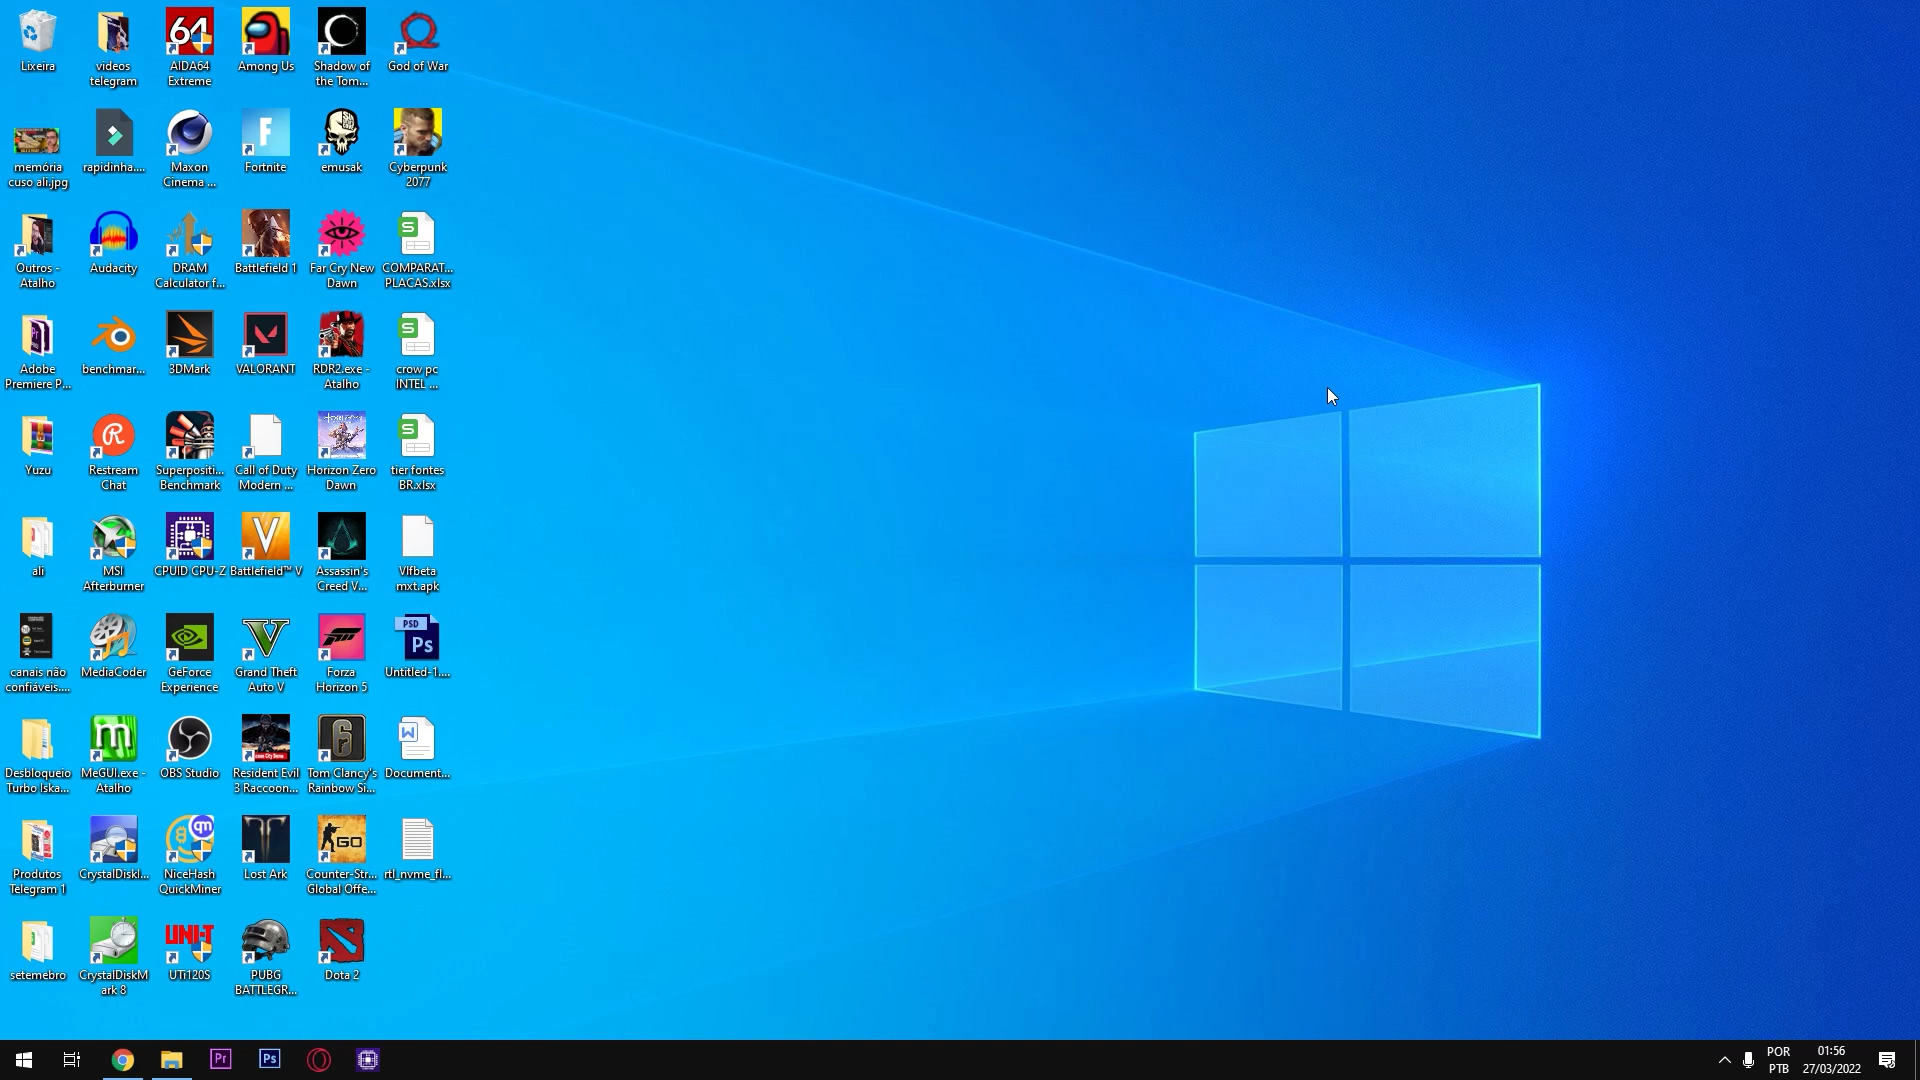 Lixeira
videos
telegram
AIDA64
Extreme
Among Us
Shadow of
the Tom...
God of War
memória
cuso ali.jpg
rapidinha....
Maxon
Cinema ...
Fortnite
emusak
Cyberpunk
2077
Outros -
Atalho
Audacity
DRAM
Calculator f...
Battlefield 1
Far Cry New
Dawn
COMPARAT...
PLACAS.xlsx
Adobe
Premiere P...
benchmar...
3DMark
VALORANT
RDR2.exe -
Atalho
crow pc
INTEL ...
Yuzu
Restream
Chat
Superpositi...
Benchmark
Call of Duty
Modern ...
Horizon Zero
Dawn
tier fontes
BR.xlsx
ali
MSI
Afterburner
CPUID CPU-Z
Battlefield™ V
Assassin's
Creed V...
mxt.apk
canais não
confiáveis....
MediaCoder
GeForce
Experience
Grand Theft
Auto V
Forza
Horizon 5
PSD
Ps
Untitled-1....
Desbloqueio
Turbo Iska...
MeGUI.exe -
Atalho
OBS Studio
Resident Evil
3 Raccoon...
Tom Clancy's
Rainbow Si...
Document...
Produtos
Telegram 1
CrystalDiskI...
NiceHash
QuickMiner
Lost Ark
GO
Counter-Str...
Global Offe...
rtl_nvme_fl...
setemebro
CrystalDiskM
ark 8
UNI-T
UTi120S
PUBG
BATTLEGR...
Dota 2
Pr
Ps
POR
PTB
01:56
27/03/2022